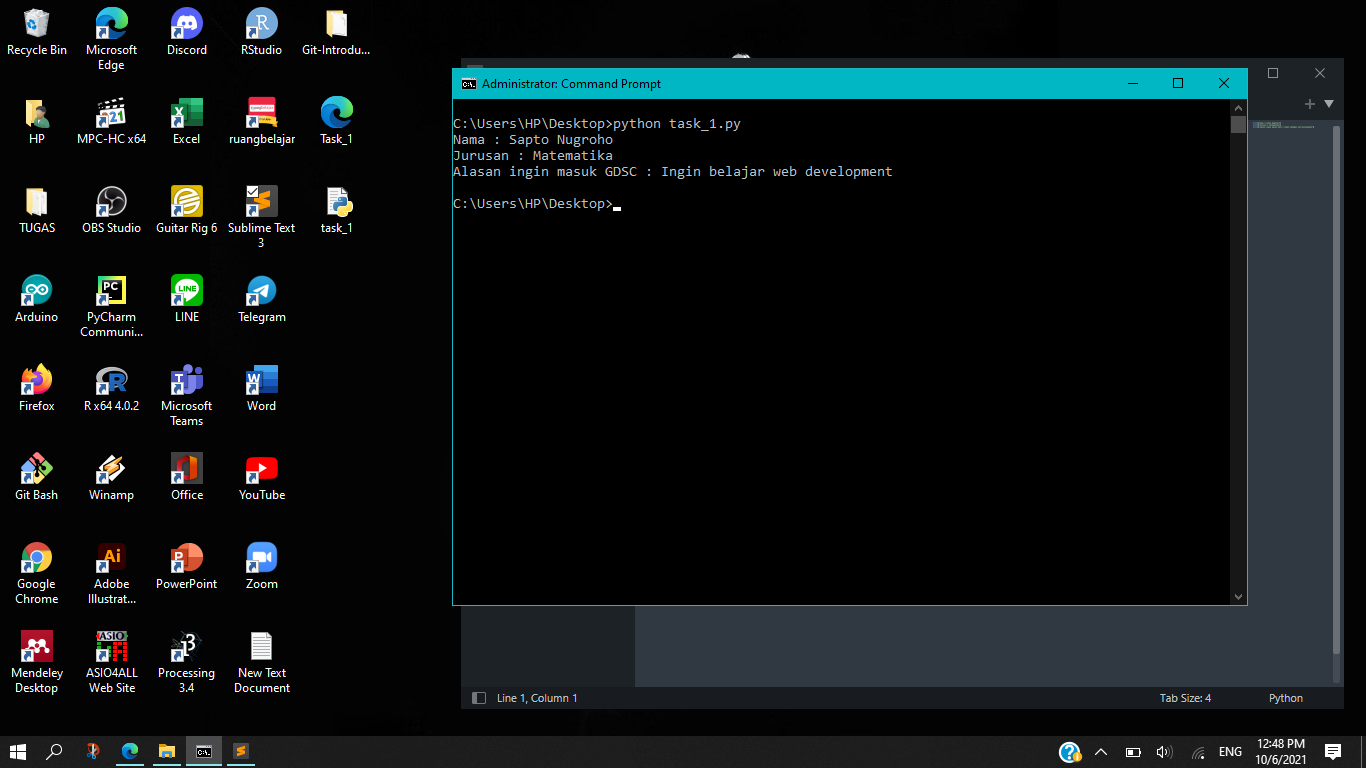 Recycle Bin
Microsoft
Edge
Discord
RStudio
Git-Introdu...
HP
MPC-HC x64
Excel
ruangbelajar
Task_1
TUGAS
OBS Studio
Guitar Rig 6
Sublime Text
3
task_1
Arduino
PyCharm
Communi...
LINE
Telegram
Firefox
R x64 4.0.2
Microsoft
Teams
Word
Git Bash
Winamp
Office
YouTube
Google
Chrome
Adobe
Illustrat...
PowerPoint
Zoom
Mendeley
Desktop
ASIO4ALL
Web Site
Processing
3.4
New Text
Document
Administrator: Command Prompt
C:\Users\HP\Desktop>python task_1.py
Nama : Sapto Nugroho
Jurusan : Matematika
Alasan ingin masuk GDSC : Ingin belajar web development
C:\Users\HP\Desktop>
Line 1, Column 1
Tab Size: 4
Python
ENG
12:48 PM
10/6/2021